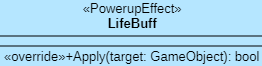 «PowerupEffect»
LifeBuff
«override»+Apply(target: GameObject): bool